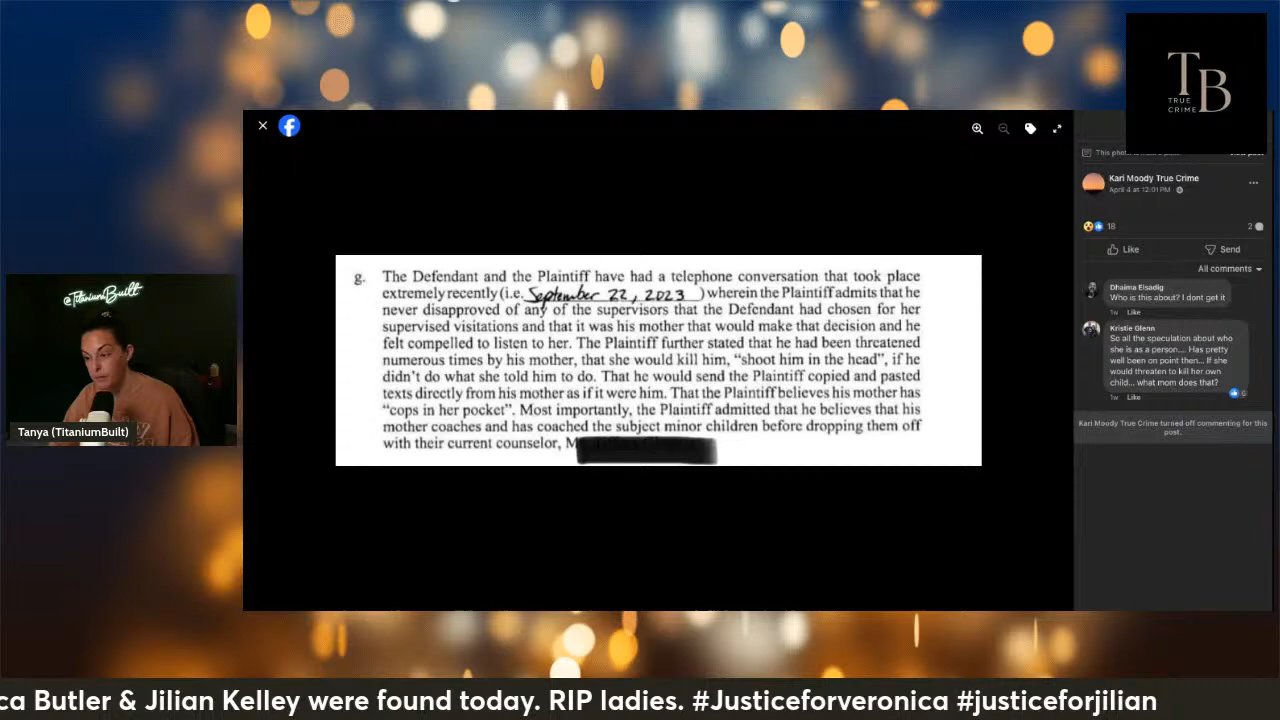 TB
TRUE
CRIME
@TitaniumBuilt
Tanya (TitaniumBuilt)
g. The Defendant and the Plaintiff have had a telephone conversation that took place
extremely recently (i.e. September 22, 2023 ) wherein the Plaintiff admits that he
never disapproved of any of the supervisors that the Defendant had chosen for her
supervised visitations and that it was his mother that would make that decision and he
felt compelled to listen to her. The Plaintiff further stated that he had been threatened
numerous times by his mother, that she would kill him, “shoot him in the head”, if he
didn’t do what she told him to do. That he would send the Plaintiff copied and pasted
texts directly from his mother as if it were him. That the Plaintiff believes his mother has
“cops in her pocket”. Most importantly, the Plaintiff admitted that he believes that his
mother coaches and has coached the subject minor children before dropping them off
with their current counselor, M
This
Kari Moody True Crime
April 4 at 12:01 PM
18
2
Like
Send
All comments
Dhaima Elsadig
Who is this about? I dont get it
1w Like
Kristie Glenn
So all the speculation about who
she is as a person.... Has pretty
well been on point then... If she
would threaten to kill her own
child... what mom does that?
6
1w Like
Kari Moody True Crime turned off commenting for this
post.
ca Butler & Jilian Kelley were found today. RIP ladies. #Justiceforveronica #justiceforjilian